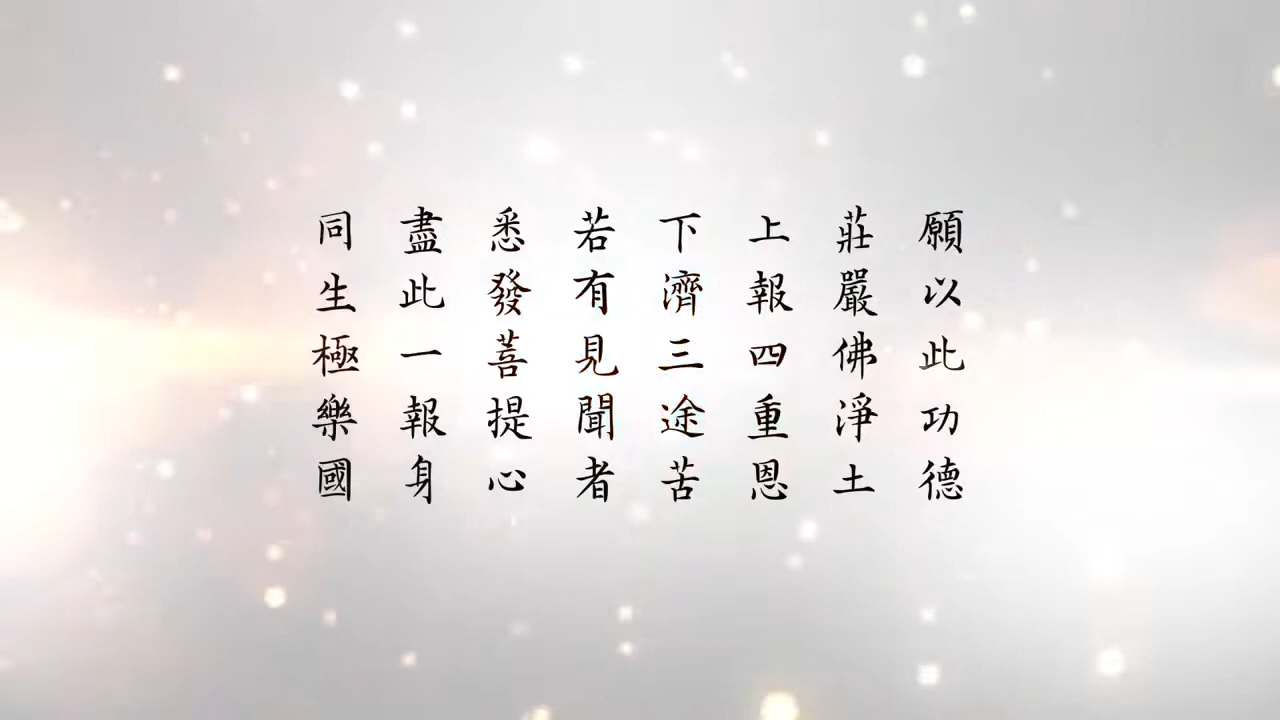 願以此功德
莊嚴佛淨土
上報四重恩
下濟三途苦
若有見聞者
悉發菩提心
盡此一報身
同生極樂國